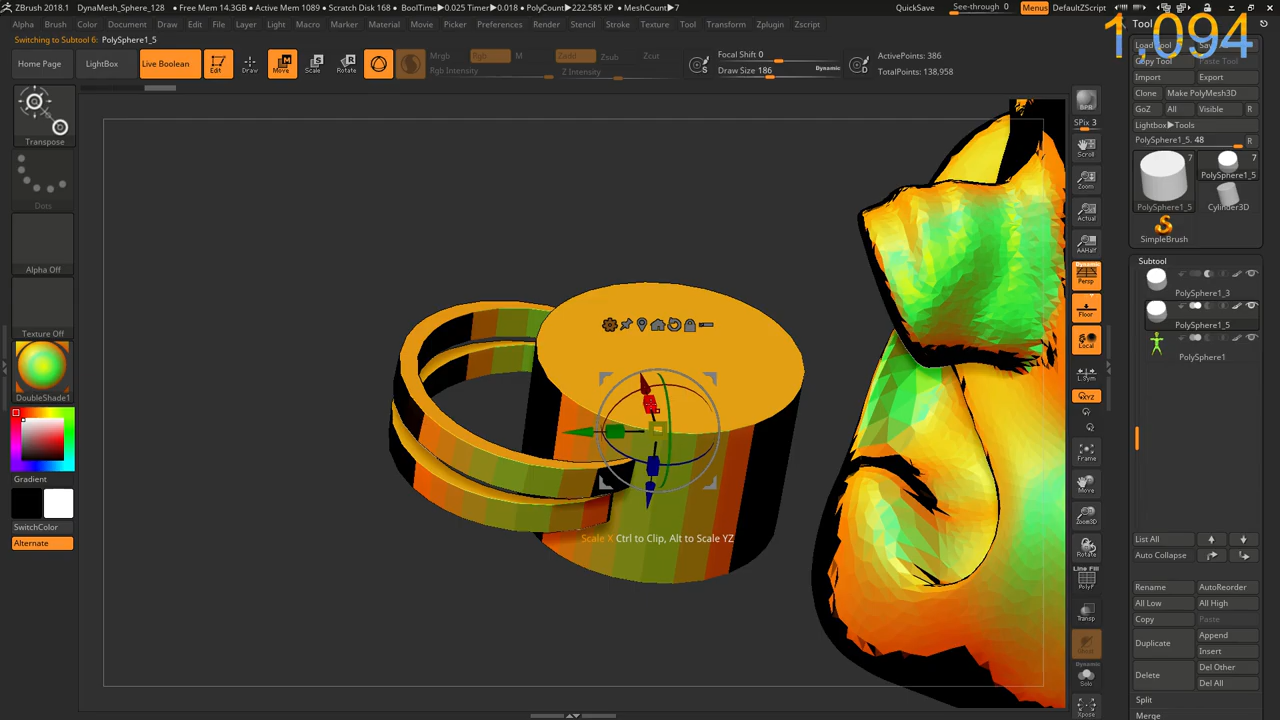 ZBrush 2018.1 DynaMesh_Sphere_128 • Free Mem 14.3GB • Active Mem 1089 • Scratch Disk 168 • BoolTime▶0.025 Timer▶0.018 • PolyCount▶222.585 KP • MeshCount▶7 QuickSave See-through 0 Menus DefaultZScript
Alpha Brush Color Document Draw Edit File Layer Light Macro Marker Material Movie Picker Preferences Render Stencil Stroke Texture Tool Transform Zplugin Zscript
Switching to Subtool 6: PolySphere1_5
Home Page LightBox Live Boolean Edit Draw Move Scale Rotate
Mrgb Rgb M Zadd Zsub Zcut
Rgb Intensity Z Intensity
Focal Shift 0
Draw Size 186 Dynamic
ActivePoints: 386
TotalPoints: 138,958
Transpose
Dots
Alpha Off
Texture Off
DoubleShade1
Gradient
SwitchColor
Alternate
Scale X Ctrl to Clip, Alt to Scale YZ
BPR
SPix 3
Scroll
Zoom
Actual
AAHalf
Dynamic
Persp
Floor
Local
L.Sym
XYZ
Frame
Move
Zoom3D
Rotate
Line Fill
PolyF
Transp
Dynamic
Solo
Xpose
1.094
Tool
Load Tool
Copy Tool Paste Tool
Import Export
Clone Make PolyMesh3D
GoZ All Visible R
Lightbox▶Tools
PolySphere1_5. 48 R
7 7
PolySphere1_5 PolySphere1_5
Cylinder3D
SimpleBrush
Subtool
PolySphere1_3
PolySphere1_5
PolySphere1
List All
Auto Collapse
Rename AutoReorder
All Low All High
Copy Paste
Duplicate Append
Insert
Delete Del Other
Del All
Split
Merge